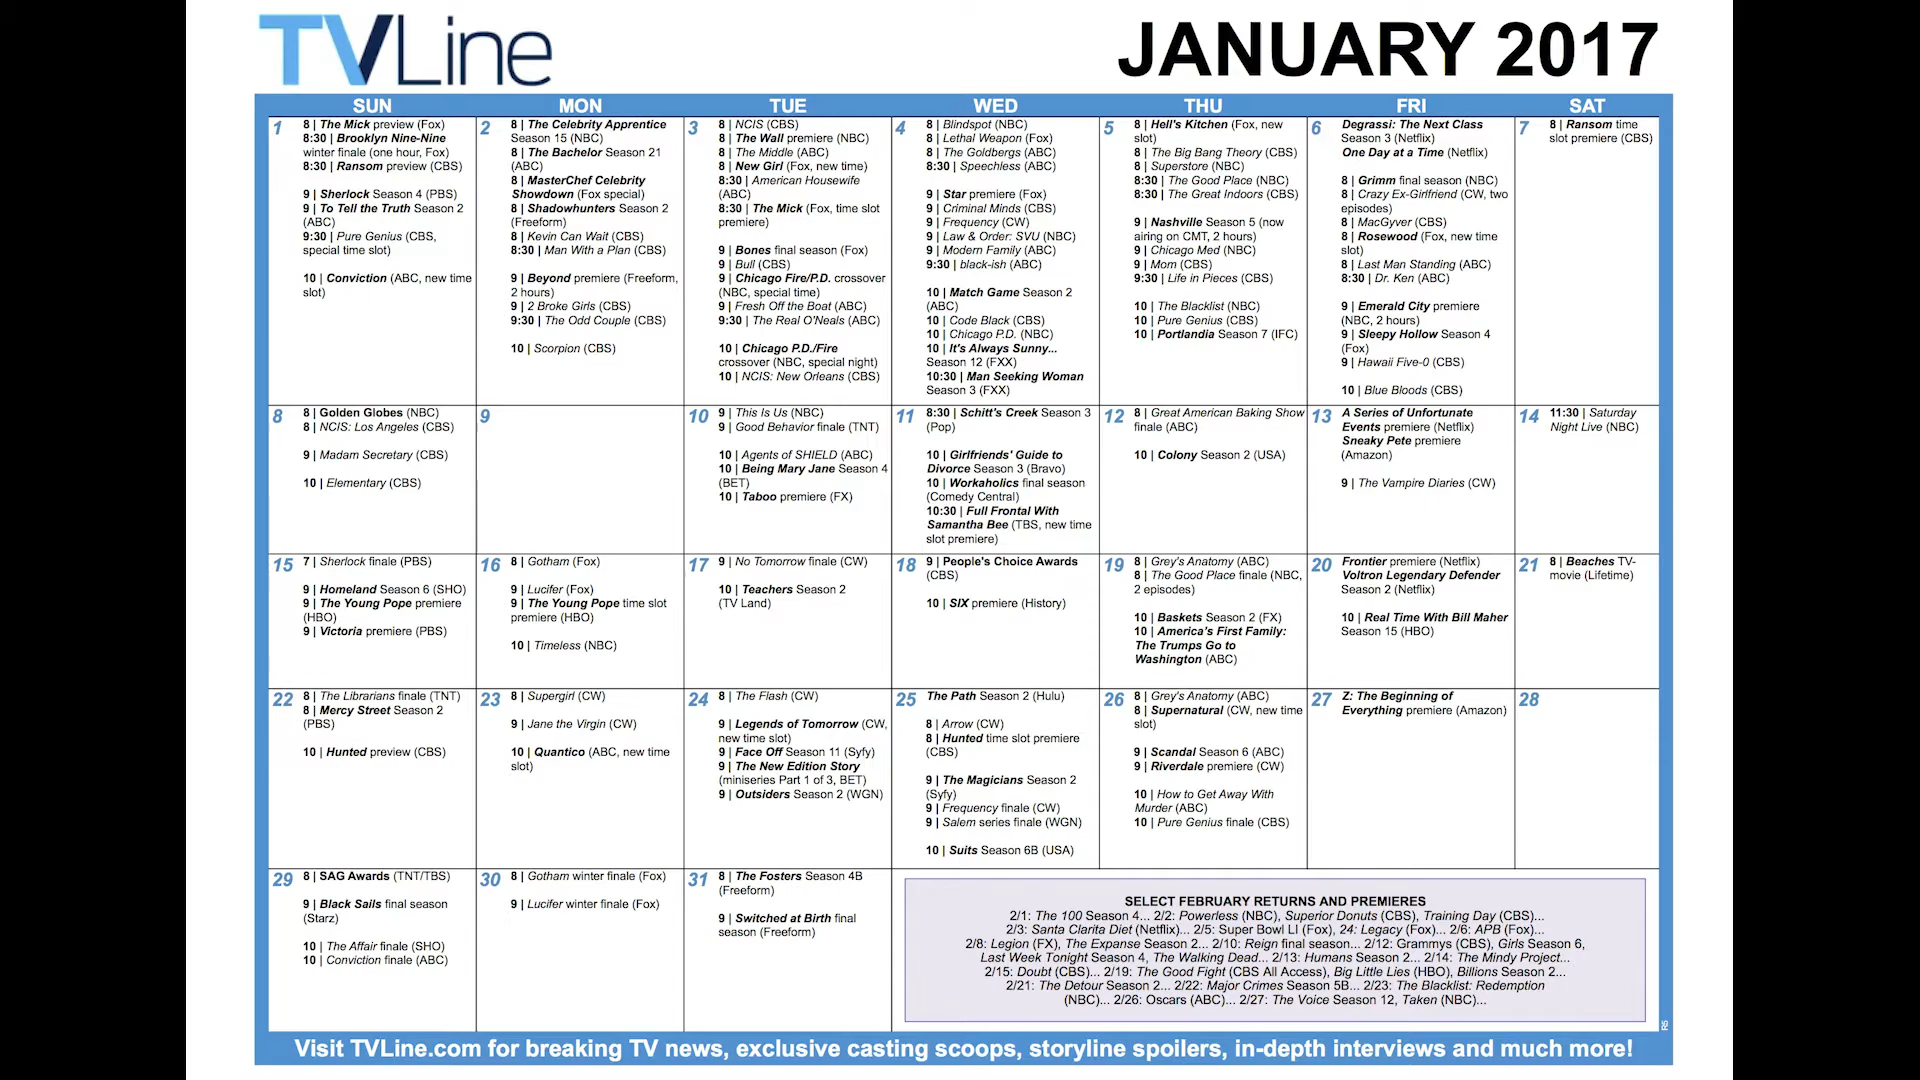 TVLine
JANUARY 2017
SUN MON TUE WED THU FRI SAT
1
8 | The Mick preview (Fox)
8:30 | Brooklyn Nine-Nine
winter finale (one hour, Fox)
8:30 | Ransom preview (CBS)
9 | Sherlock Season 4 (PBS)
9 | To Tell the Truth Season 2
(ABC)
9:30 | Pure Genius (CBS,
special time slot)
10 | Conviction (ABC, new time
slot)
2
8 | The Celebrity Apprentice
Season 15 (NBC)
8 | The Bachelor Season 21
(ABC)
8 | MasterChef Celebrity
Showdown (Fox special)
8 | Shadowhunters Season 2
(Freeform)
8 | Kevin Can Wait (CBS)
8:30 | Man With a Plan (CBS)
9 | Beyond premiere (Freeform,
2 hours)
9 | 2 Broke Girls (CBS)
9:30 | The Odd Couple (CBS)
10 | Scorpion (CBS)
3
8 | NCIS (CBS)
8 | The Wall premiere (NBC)
8 | The Middle (ABC)
8 | New Girl (Fox, new time)
8:30 | American Housewife
(ABC)
8:30 | The Mick (Fox, time slot
premiere)
9 | Bones final season (Fox)
9 | Bull (CBS)
9 | Chicago Fire/P.D. crossover
(NBC, special time)
9 | Fresh Off the Boat (ABC)
9:30 | The Real O'Neals (ABC)
10 | Chicago P.D./Fire
crossover (NBC, special night)
10 | NCIS: New Orleans (CBS)
4
8 | Blindspot (NBC)
8 | Lethal Weapon (Fox)
8 | The Goldbergs (ABC)
8:30 | Speechless (ABC)
9 | Star premiere (Fox)
9 | Criminal Minds (CBS)
9 | Frequency (CW)
9 | Law & Order: SVU (NBC)
9 | Modern Family (ABC)
9:30 | black-ish (ABC)
10 | Match Game Season 2
(ABC)
10 | Code Black (CBS)
10 | Chicago P.D. (NBC)
10 | It's Always Sunny...
Season 12 (FXX)
10:30 | Man Seeking Woman
Season 3 (FXX)
5
8 | Hell's Kitchen (Fox, new
slot)
8 | The Big Bang Theory (CBS)
8 | Superstore (NBC)
8:30 | The Good Place (NBC)
8:30 | The Great Indoors (CBS)
9 | Nashville Season 5 (now
airing on CMT, 2 hours)
9 | Chicago Med (NBC)
9 | Mom (CBS)
9:30 | Life in Pieces (CBS)
10 | The Blacklist (NBC)
10 | Pure Genius (CBS)
10 | Portlandia Season 7 (IFC)
6
Degrassi: The Next Class
Season 3 (Netflix)
One Day at a Time (Netflix)
8 | Grimm final season (NBC)
8 | Crazy Ex-Girlfriend (CW, two
episodes)
8 | MacGyver (CBS)
8 | Rosewood (Fox, new time
slot)
8 | Last Man Standing (ABC)
8:30 | Dr. Ken (ABC)
9 | Emerald City premiere
(NBC, 2 hours)
9 | Sleepy Hollow Season 4
(Fox)
9 | Hawaii Five-0 (CBS)
10 | Blue Bloods (CBS)
7
8 | Ransom time
slot premiere (CBS)
8
8 | Golden Globes (NBC)
8 | NCIS: Los Angeles (CBS)
9 | Madam Secretary (CBS)
10 | Elementary (CBS)
9
10
9 | This Is Us (NBC)
9 | Good Behavior finale (TNT)
10 | Agents of SHIELD (ABC)
10 | Being Mary Jane Season 4
(BET)
10 | Taboo premiere (FX)
11
8:30 | Schitt's Creek Season 3
(Pop)
10 | Girlfriends' Guide to
Divorce Season 3 (Bravo)
10 | Workaholics final season
(Comedy Central)
10:30 | Full Frontal With
Samantha Bee (TBS, new time
slot premiere)
12
8 | Great American Baking Show
finale (ABC)
10 | Colony Season 2 (USA)
13
A Series of Unfortunate
Events premiere (Netflix)
Sneaky Pete premiere
(Amazon)
9 | The Vampire Diaries (CW)
14
11:30 | Saturday
Night Live (NBC)
15
7 | Sherlock finale (PBS)
9 | Homeland Season 6 (SHO)
9 | The Young Pope premiere
(HBO)
9 | Victoria premiere (PBS)
16
8 | Gotham (Fox)
9 | Lucifer (Fox)
9 | The Young Pope time slot
premiere (HBO)
10 | Timeless (NBC)
17
9 | No Tomorrow finale (CW)
10 | Teachers Season 2
(TV Land)
18
9 | People's Choice Awards
(CBS)
10 | SIX premiere (History)
19
8 | Grey's Anatomy (ABC)
8 | The Good Place finale (NBC,
2 episodes)
10 | Baskets Season 2 (FX)
10 | America's First Family:
The Trumps Go to
Washington (ABC)
20
Frontier premiere (Netflix)
Voltron Legendary Defender
Season 2 (Netflix)
10 | Real Time With Bill Maher
Season 15 (HBO)
21
8 | Beaches TV-
movie (Lifetime)
22
8 | The Librarians finale (TNT)
8 | Mercy Street Season 2
(PBS)
10 | Hunted preview (CBS)
23
8 | Supergirl (CW)
9 | Jane the Virgin (CW)
10 | Quantico (ABC, new time
slot)
24
8 | The Flash (CW)
9 | Legends of Tomorrow (CW,
new time slot)
9 | Face Off Season 11 (Syfy)
9 | The New Edition Story
(miniseries Part 1 of 3, BET)
9 | Outsiders Season 2 (WGN)
25
The Path Season 2 (Hulu)
8 | Arrow (CW)
8 | Hunted time slot premiere
(CBS)
9 | The Magicians Season 2
(Syfy)
9 | Frequency finale (CW)
9 | Salem series finale (WGN)
10 | Suits Season 6B (USA)
26
8 | Grey's Anatomy (ABC)
8 | Supernatural (CW, new time
slot)
9 | Scandal Season 6 (ABC)
9 | Riverdale premiere (CW)
10 | How to Get Away With
Murder (ABC)
10 | Pure Genius finale (CBS)
27
Z: The Beginning of
Everything premiere (Amazon)
28
29
8 | SAG Awards (TNT/TBS)
9 | Black Sails final season
(Starz)
10 | The Affair finale (SHO)
10 | Conviction finale (ABC)
30
8 | Gotham winter finale (Fox)
9 | Lucifer winter finale (Fox)
31
8 | The Fosters Season 4B
(Freeform)
9 | Switched at Birth final
season (Freeform)
SELECT FEBRUARY RETURNS AND PREMIERES
2/1: The 100 Season 4... 2/2: Powerless (NBC), Superior Donuts (CBS), Training Day (CBS)...
2/3: Santa Clarita Diet (Netflix)... 2/5: Super Bowl LI (Fox), 24: Legacy (Fox)... 2/6: APB (Fox)...
2/8: Legion (FX), The Expanse Season 2... 2/10: Reign final season... 2/12: Grammys (CBS), Girls Season 6,
Last Week Tonight Season 4, The Walking Dead... 2/13: Humans Season 2... 2/14: The Mindy Project...
2/15: Doubt (CBS)... 2/19: The Good Fight (CBS All Access), Big Little Lies (HBO), Billions Season 2...
2/21: The Detour Season 2... 2/22: Major Crimes Season 5B... 2/23: The Blacklist: Redemption
(NBC)... 2/26: Oscars (ABC)... 2/27: The Voice Season 12, Taken (NBC)...
Visit TVLine.com for breaking TV news, exclusive casting scoops, storyline spoilers, in-depth interviews and much more!